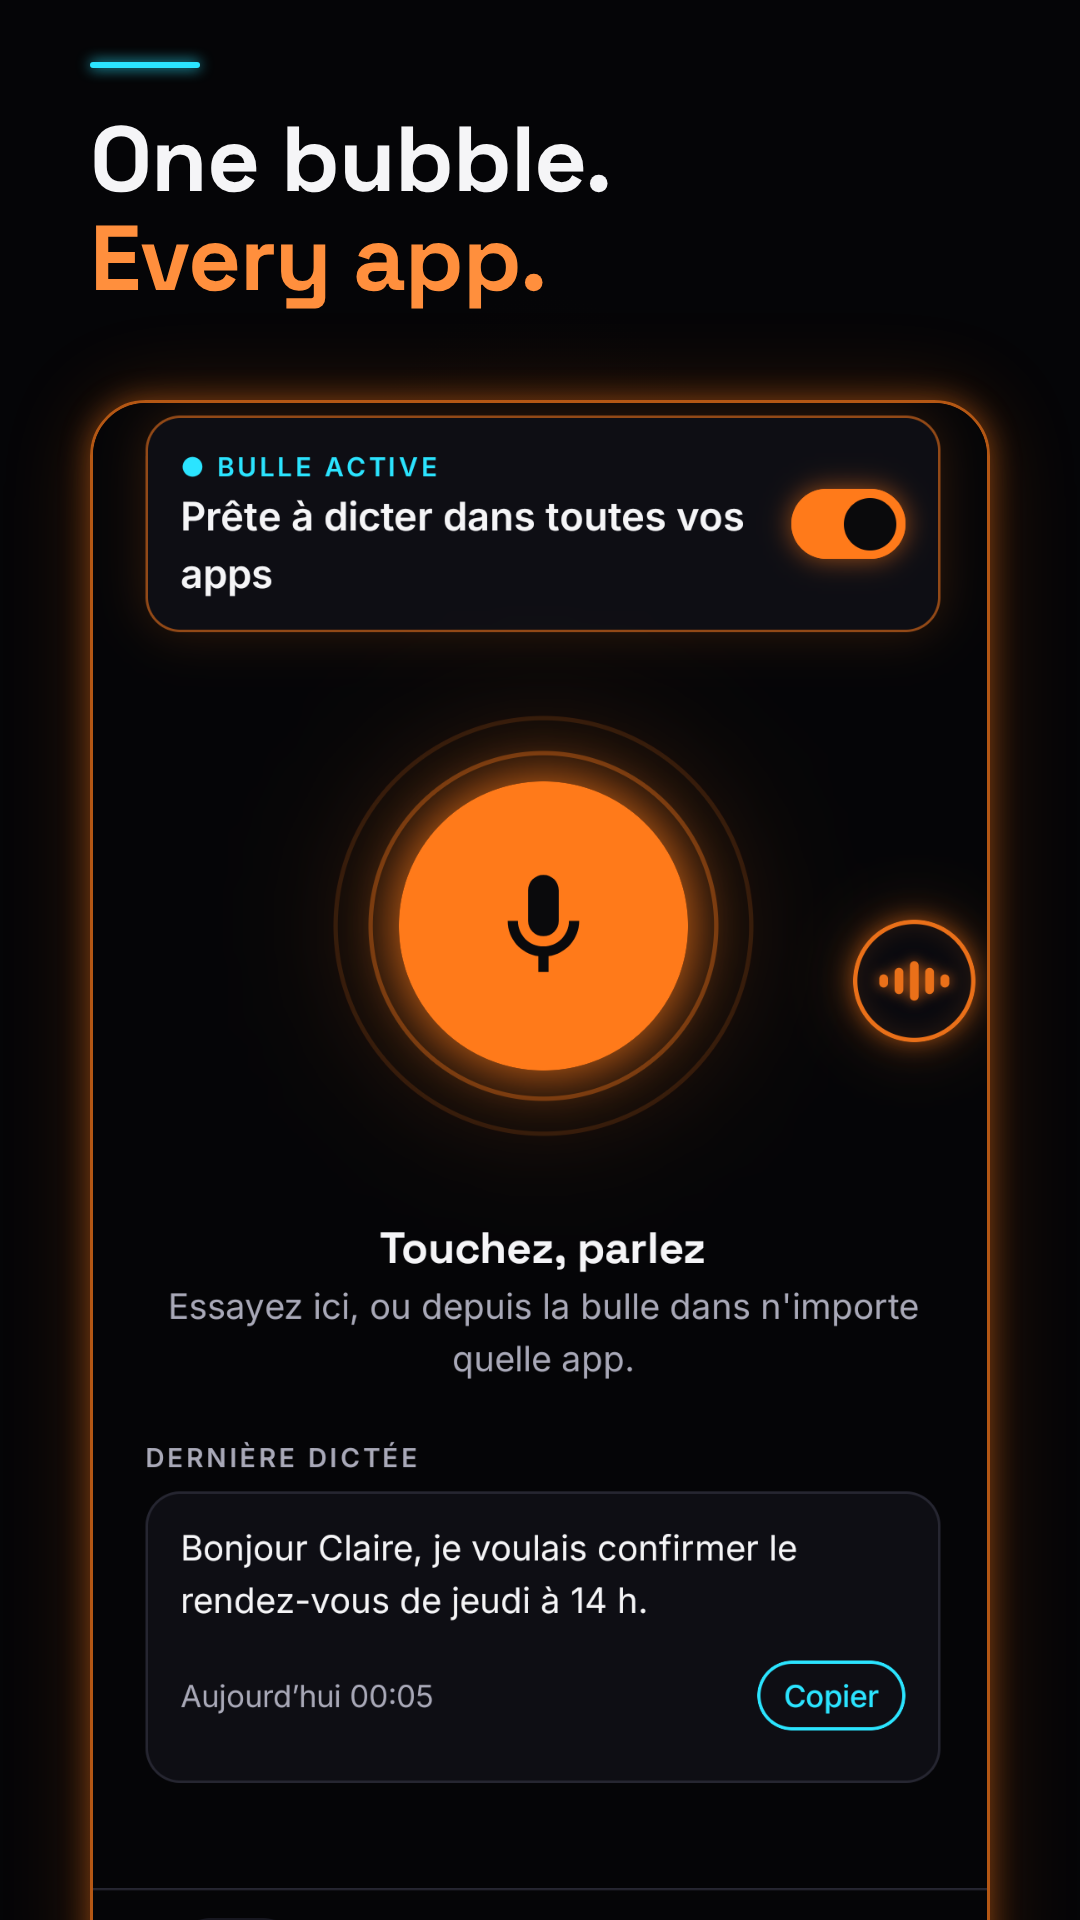 One bubble.
Every app.
BULLE ACTIVE
Prête à dicter dans toutes vos
apps
Touchez, parlez
Essayez ici, ou depuis la bulle dans n'importe
quelle app.
DERNIÈRE DICTÉE
Bonjour Claire, je voulais confirmer le
rendez-vous de jeudi à 14 h.
Aujourd’hui 00:05
Copier